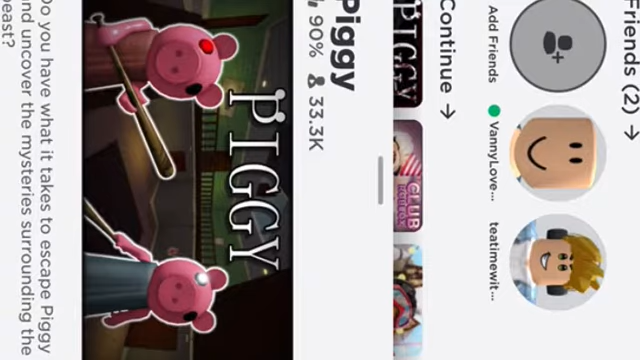 Friends (2) →
Add Friends
VannyLove...
teatimewit...
Continue →
PIGGY
CLUB
ROBLOX
Piggy
90% 33.3K
PIGGY
Do you have what it takes to escape Piggy
and uncover the mysteries surrounding the
beast?